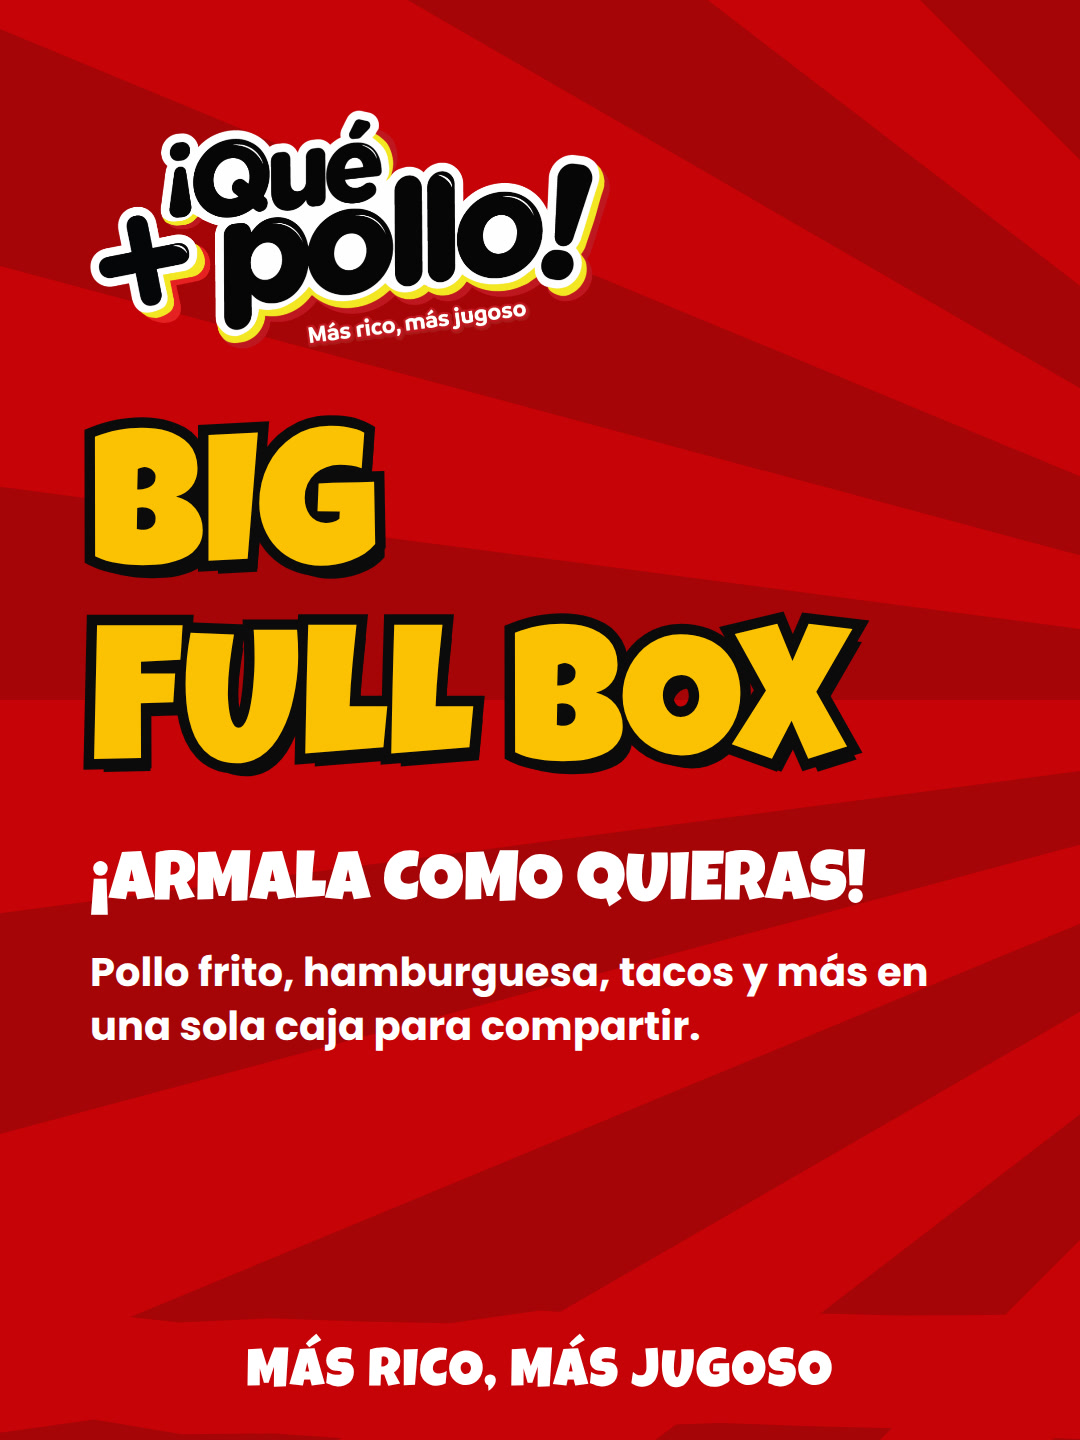 ¡Qué
+ pollo!
Más rico, más jugoso
BIG
FULL BOX
¡ARMALA COMO QUIERAS!
Pollo frito, hamburguesa, tacos y más en
una sola caja para compartir.
MÁS RICO, MÁS JUGOSO